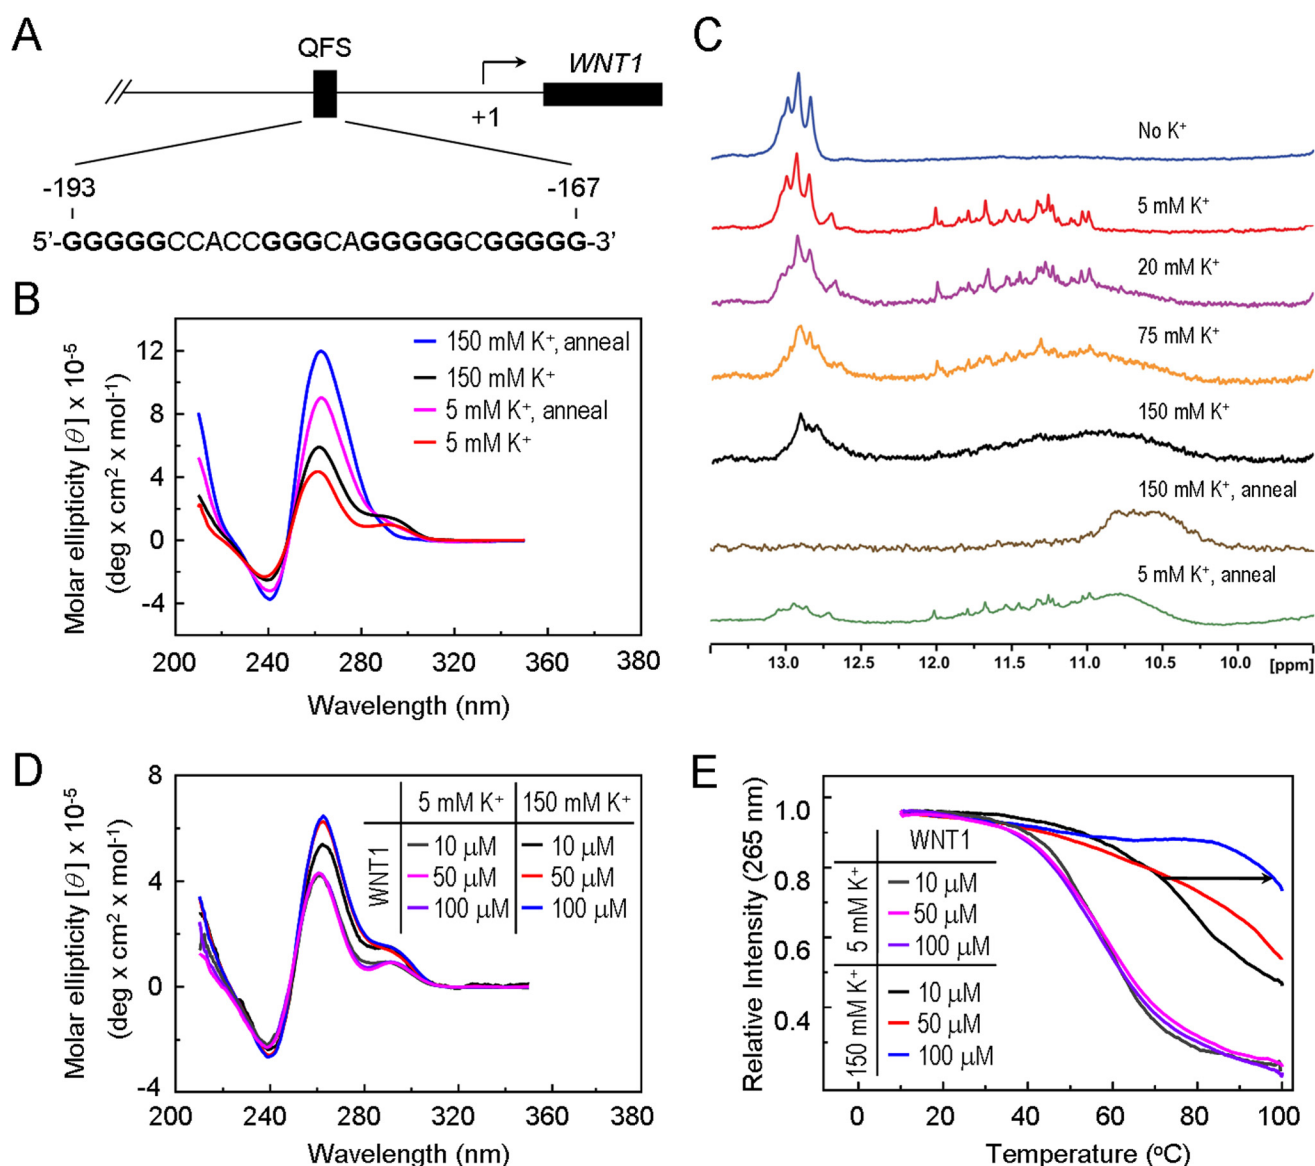 A
QFS
WNT1
+1
-193
-167
5’-GGGGGCCACCGGGCAGGGGGGCGGGGG-3’
B
Molar ellipticity [θ] x 10⁻⁵
(deg x cm² x mol⁻¹)
12
8
4
0
-4
150 mM K⁺, anneal
150 mM K⁺
5 mM K⁺, anneal
5 mM K⁺
200 240 280 320 360 380
Wavelength (nm)
C
No K⁺
5 mM K⁺
20 mM K⁺
75 mM K⁺
150 mM K⁺
150 mM K⁺, anneal
5 mM K⁺, anneal
13.0 12.5 12.0 11.5 11.0 10.5 10.0 [ppm]
D
Molar ellipticity [θ] x 10⁻⁵
(deg x cm² x mol⁻¹)
8
4
0
-4
5 mM K⁺ 150 mM K⁺
WNT1
10 μM 10 μM
50 μM 50 μM
100 μM 100 μM
200 240 280 320 360 380
Wavelength (nm)
E
Relative Intensity (265 nm)
1.0
0.8
0.6
0.4
WNT1
5 mM K⁺
10 μM
50 μM
100 μM
150 mM K⁺
10 μM
50 μM
100 μM
0 20 40 60 80 100
Temperature (°C)